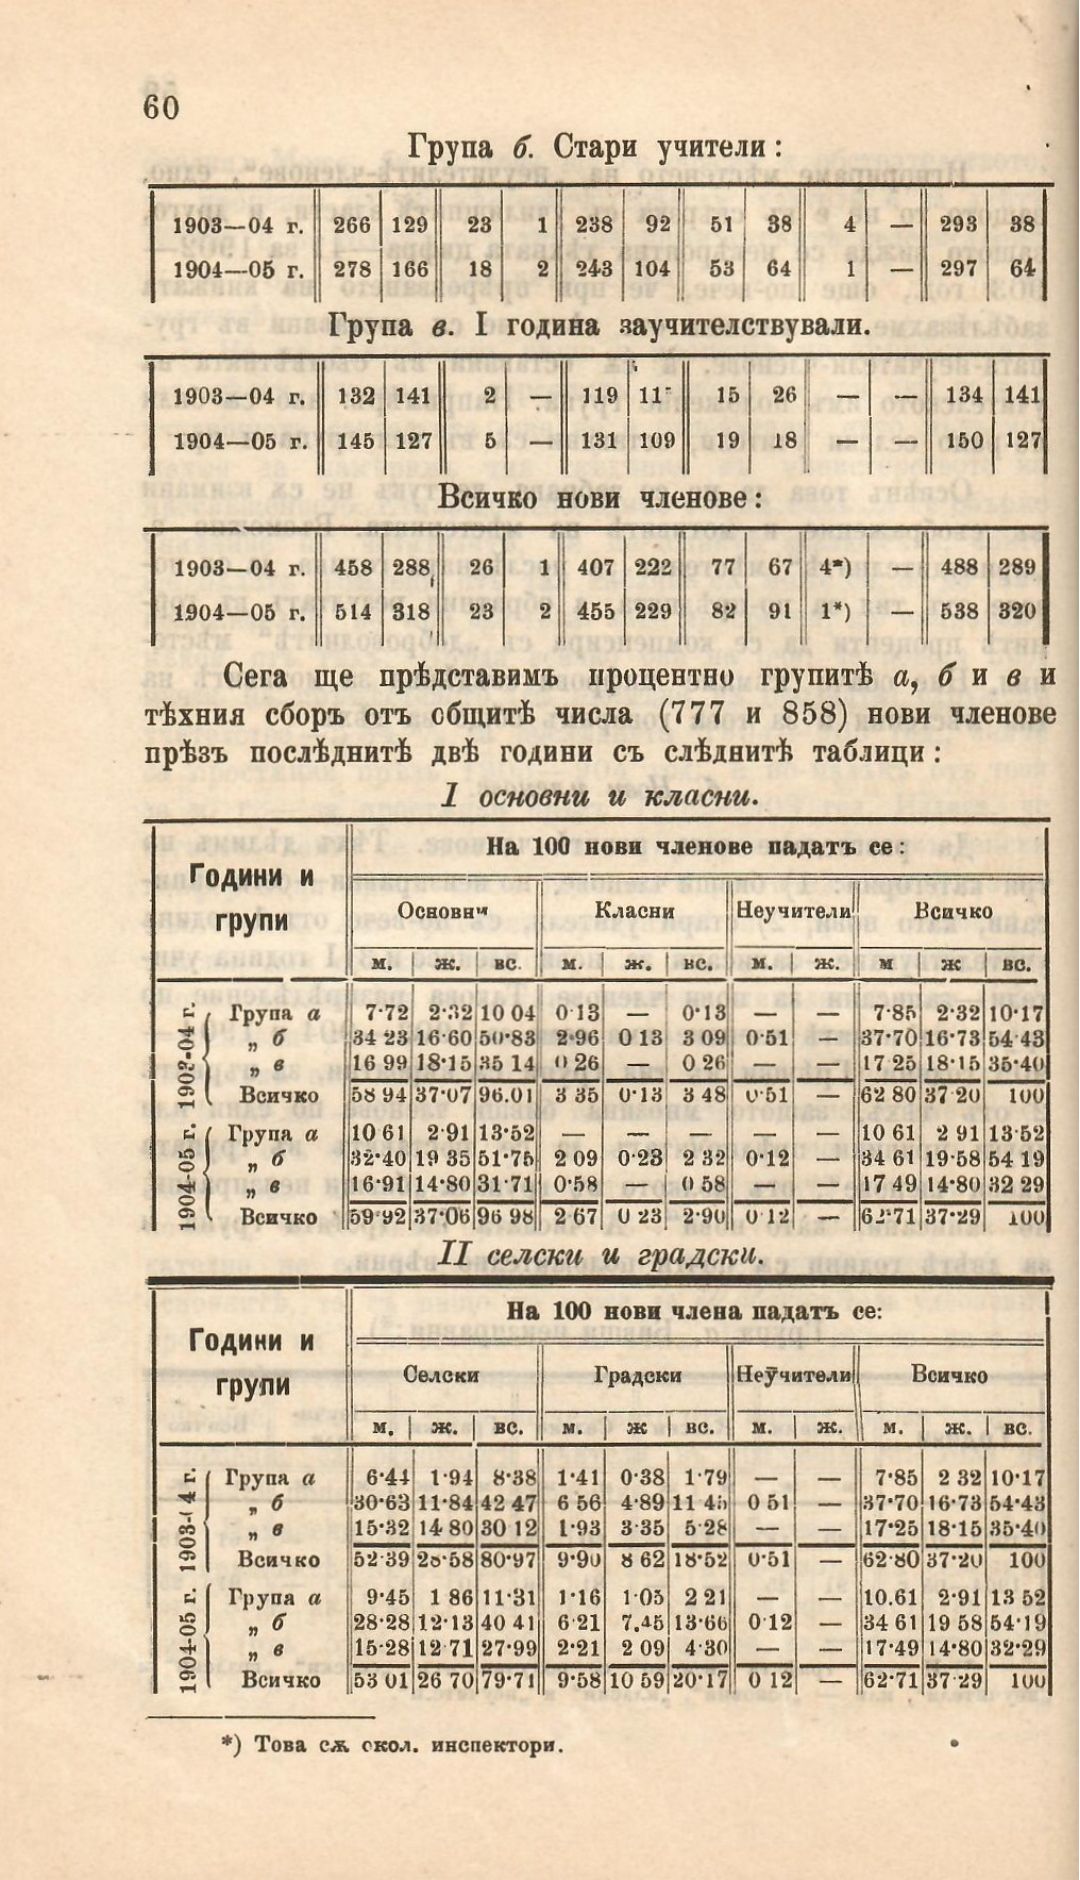 60
Група б. Стари учители :
1903—04 г. 266 129 23 1 238 92 51 38 4 — 293 38
1904—05 г. 278 166 18 2 243 104 53 64 1 — 297 64
Група в. I година заучителствували.
1903—04 г. 132 141 2 — 119 11 15 26 — — 134 141
1904—05 г. 145 127 5 — 131 109 19 18 — — 150 127
Всичко нови членове :
1903—04 г. 458 288 26 1 407 222 77 67 4*) — 488 289
1904—05 г. 514 318 23 2 455 229 82 91 1*) — 538 320
Сега ще прѣдставимъ процентно групитѣ а, б и в и
тѣхния сборъ отъ общитѣ числа (777 и 858) нови членове
прѣзъ послѣднитѣ двѣ години съ слѣднитѣ таблици :
I основни и класни.
Години и групи
На 100 нови членове падатъ се :
Основни Класни Неучители Всичко
м. ж. вс. м. ж. вс. м. ж. м ж вс.
1903-04 г.
Група а 7·72 2·32 10 04 0·13 — 0·13 — — 7·85 2·32 10·17
„ б 34 23 16·60 50·83 2·96 0 13 3 09 0·51 — 37·70 16·73 54 43
„ в 16 99 18·15 35 14 0 26 — 0 26 — — 17 25 18·15 35·40
Всичко 58 94 37·07 96.01 3 35 0·13 3 48 0·51 — 62 80 37 20 100
1904-05 г.
Група а 10 61 2·91 13·52 — — — — — 10 61 2 91 13·52
„ б 32·40 19 35 51·75 2 09 0·23 2 32 0·12 — 34 61 19·58 54 19
„ в 16·91 14·80 31·71 0·58 — 0 58 — — 17 49 14·80 32 29
Всичко 59·92 37·06 96 98 2 67 0 23 2·90 0 12 — 62·71 37·29 100
II селски и градски.
Години и групи
На 100 нови члена падатъ се:
Селски Градски Неучители Всичко
м. ж. вс. м. ж вс. м. ж. м. ж. вс.
1903-04 г.
Група а 6·44 1·94 8·38 1·41 0·38 1·79 — — 7·85 2 32 10·17
„ б 30·63 11·84 42 47 6 56 4·89 11 45 0 51 — 37·70 16·73 54·43
„ в 15·32 14 80 30 12 1·93 3·35 5·28 — — 17·25 18·15 35·40
Всичко 52·39 28·58 80·97 9·90 8 62 18·52 0·51 — 62·80 37·20 100
1904-05 г.
Група а 9·45 1 86 11·31 1·16 1·05 2 21 — — 10.61 2·91 13 52
„ б 28·28 12·13 40 41 6·21 7.45 13·66 0 12 — 34 61 19 58 54·19
„ в 15·28 12 71 27·99 2·21 2 09 4·30 — — 17·49 14·80 32·29
Всичко 53 01 26 70 79·71 9·58 10 59 20·17 0 12 — 62·71 37·29 100
*) Това сѫ окол. инспектори.